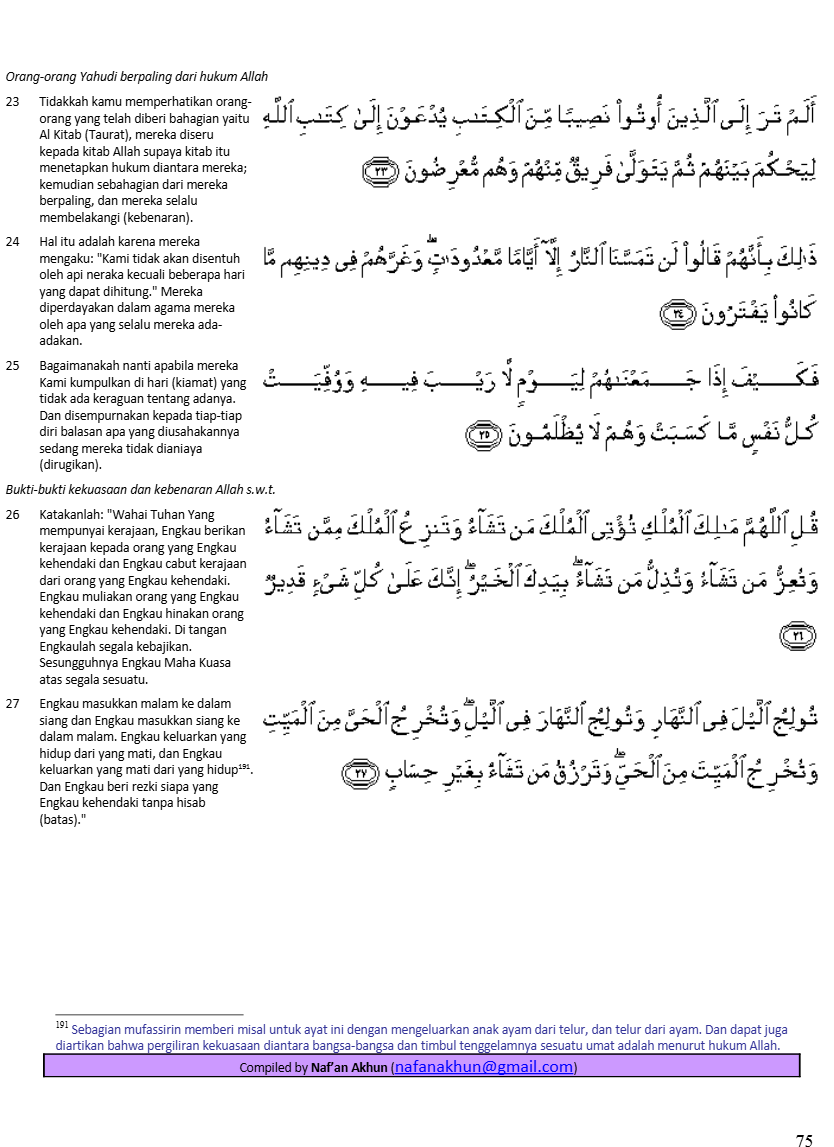 Orang-orang Yahudi berpaling dari hukum Allah
23 Tidakkah kamu memperhatikan orang-
orang yang telah diberi bahagian yaitu
Al Kitab (Taurat), mereka diseru
kepada kitab Allah supaya kitab itu
menetapkan hukum diantara mereka;
kemudian sebahagian dari mereka
berpaling, dan mereka selalu
membelakangi (kebenaran).
أَلَمْ تَرَ إِلَى ٱلَّذِينَ أُوتُوا۟ نَصِيبًا مِّنَ ٱلْكِتَـٰبِ يُدْعَوْنَ إِلَىٰ كِتَـٰبِ ٱللَّهِ
لِيَحْكُمَ بَيْنَهُمْ ثُمَّ يَتَوَلَّىٰ فَرِيقٌ مِّنْهُمْ وَهُم مُّعْرِضُونَ ٢٣
24 Hal itu adalah karena mereka
mengaku: "Kami tidak akan disentuh
oleh api neraka kecuali beberapa hari
yang dapat dihitung." Mereka
diperdayakan dalam agama mereka
oleh apa yang selalu mereka ada-
adakan.
ذَٰلِكَ بِأَنَّهُمْ قَالُوا۟ لَن تَمَسَّنَا ٱلنَّارُ إِلَّآ أَيَّامًا مَّعْدُودَٰتٍ ۖ وَغَرَّهُمْ فِى دِينِهِم مَّا
كَانُوا۟ يَفْتَرُونَ ٢٤
25 Bagaimanakah nanti apabila mereka
Kami kumpulkan di hari (kiamat) yang
tidak ada keraguan tentang adanya.
Dan disempurnakan kepada tiap-tiap
diri balasan apa yang diusahakannya
sedang mereka tidak dianiaya
(dirugikan).
فَكَيْفَ إِذَا جَمَعْنَـٰهُمْ لِيَوْمٍ لَّا رَيْبَ فِيهِ وَوُفِّيَتْ
كُلُّ نَفْسٍ مَّا كَسَبَتْ وَهُمْ لَا يُظْلَمُونَ ٢٥
Bukti-bukti kekuasaan dan kebenaran Allah s.w.t.
26 Katakanlah: "Wahai Tuhan Yang
mempunyai kerajaan, Engkau berikan
kerajaan kepada orang yang Engkau
kehendaki dan Engkau cabut kerajaan
dari orang yang Engkau kehendaki.
Engkau muliakan orang yang Engkau
kehendaki dan Engkau hinakan orang
yang Engkau kehendaki. Di tangan
Engkaulah segala kebajikan.
Sesungguhnya Engkau Maha Kuasa
atas segala sesuatu.
قُلِ ٱللَّهُمَّ مَـٰلِكَ ٱلْمُلْكِ تُؤْتِى ٱلْمُلْكَ مَن تَشَآءُ وَتَنزِعُ ٱلْمُلْكَ مِمَّن تَشَآءُ
وَتُعِزُّ مَن تَشَآءُ وَتُذِلُّ مَن تَشَآءُ ۖ بِيَدِكَ ٱلْخَيْرُ ۖ إِنَّكَ عَلَىٰ كُلِّ شَىْءٍ قَدِيرٌ
٢٦
27 Engkau masukkan malam ke dalam
siang dan Engkau masukkan siang ke
dalam malam. Engkau keluarkan yang
hidup dari yang mati, dan Engkau
keluarkan yang mati dari yang hidup¹⁹¹.
Dan Engkau beri rezki siapa yang
Engkau kehendaki tanpa hisab
(batas)."
تُولِجُ ٱلَّيْلَ فِى ٱلنَّهَارِ وَتُولِجُ ٱلنَّهَارَ فِى ٱلَّيْلِ ۖ وَتُخْرِجُ ٱلْحَىَّ مِنَ ٱلْمَيِّتِ
وَتُخْرِجُ ٱلْمَيِّتَ مِنَ ٱلْحَىِّ ۖ وَتَرْزُقُ مَن تَشَآءُ بِغَيْرِ حِسَابٍ ٢٧
¹⁹¹ Sebagian mufassirin memberi misal untuk ayat ini dengan mengeluarkan anak ayam dari telur, dan telur dari ayam. Dan dapat juga
diartikan bahwa pergiliran kekuasaan diantara bangsa-bangsa dan timbul tenggelamnya sesuatu umat adalah menurut hukum Allah.
Compiled by Naf'an Akhun (nafanakhun@gmail.com)
75